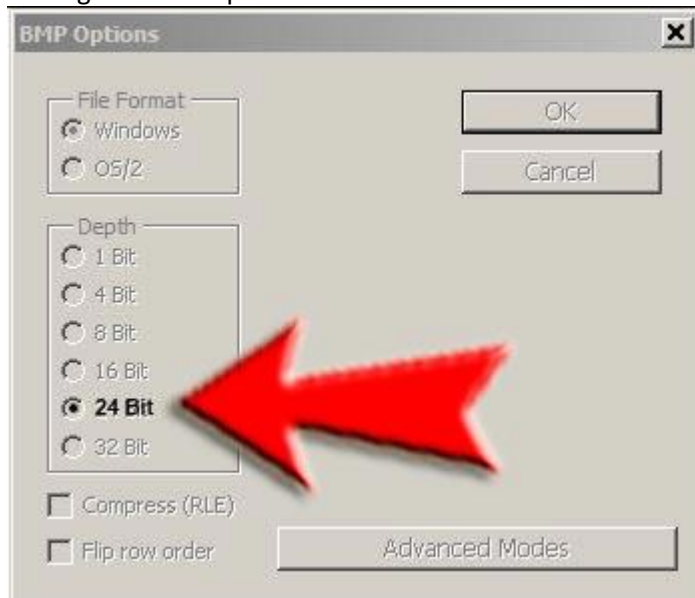 BMP Options
File Format
Windows
OS/2
OK
Cancel
Depth
1 Bit
4 Bit
8 Bit
16 Bit
24 Bit
32 Bit
Compress (RLE)
Flip row order
Advanced Modes